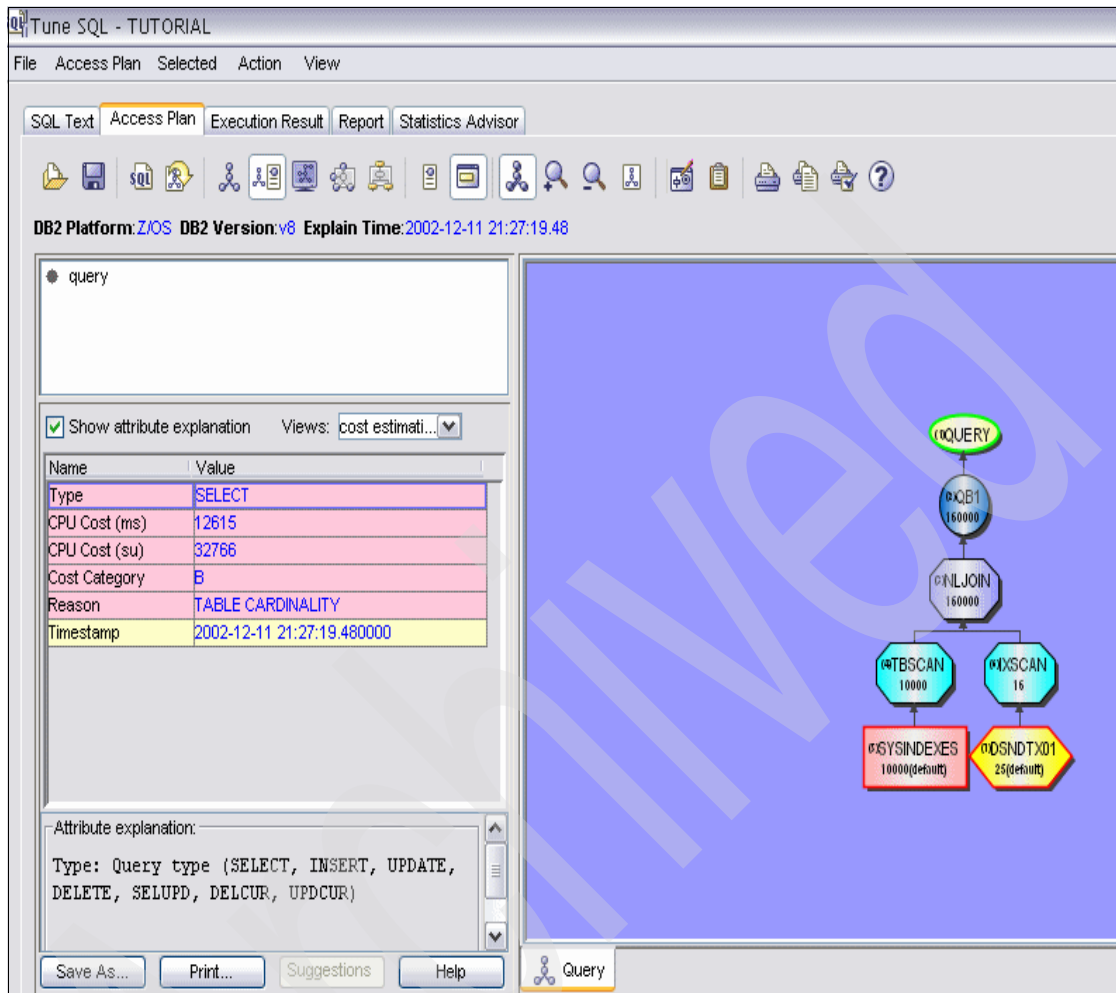 Tune SQL - TUTORIAL
File Access Plan Selected Action View
SQL Text Access Plan Execution Result Report Statistics Advisor
SQL
DB2 Platform:Z/OS DB2 Version:v8 Explain Time:2002-12-11 21:27:19.48
query
Show attribute explanation Views: cost estimati...
Name Value
Type SELECT
CPU Cost (ms) 12615
CPU Cost (su) 32766
Cost Category B
Reason TABLE CARDINALITY
Timestamp 2002-12-11 21:27:19.480000
Attribute explanation:
Type: Query type (SELECT, INSERT, UPDATE,
DELETE, SELUPD, DELCUR, UPDCUR)
Save As... Print... Suggestions Help
QUERY
QB1
160000
NLJOIN
160000
TBSCAN
10000
IXSCAN
16
SYSINDEXES
10000(default)
DSNDTX01
25(default)
Query